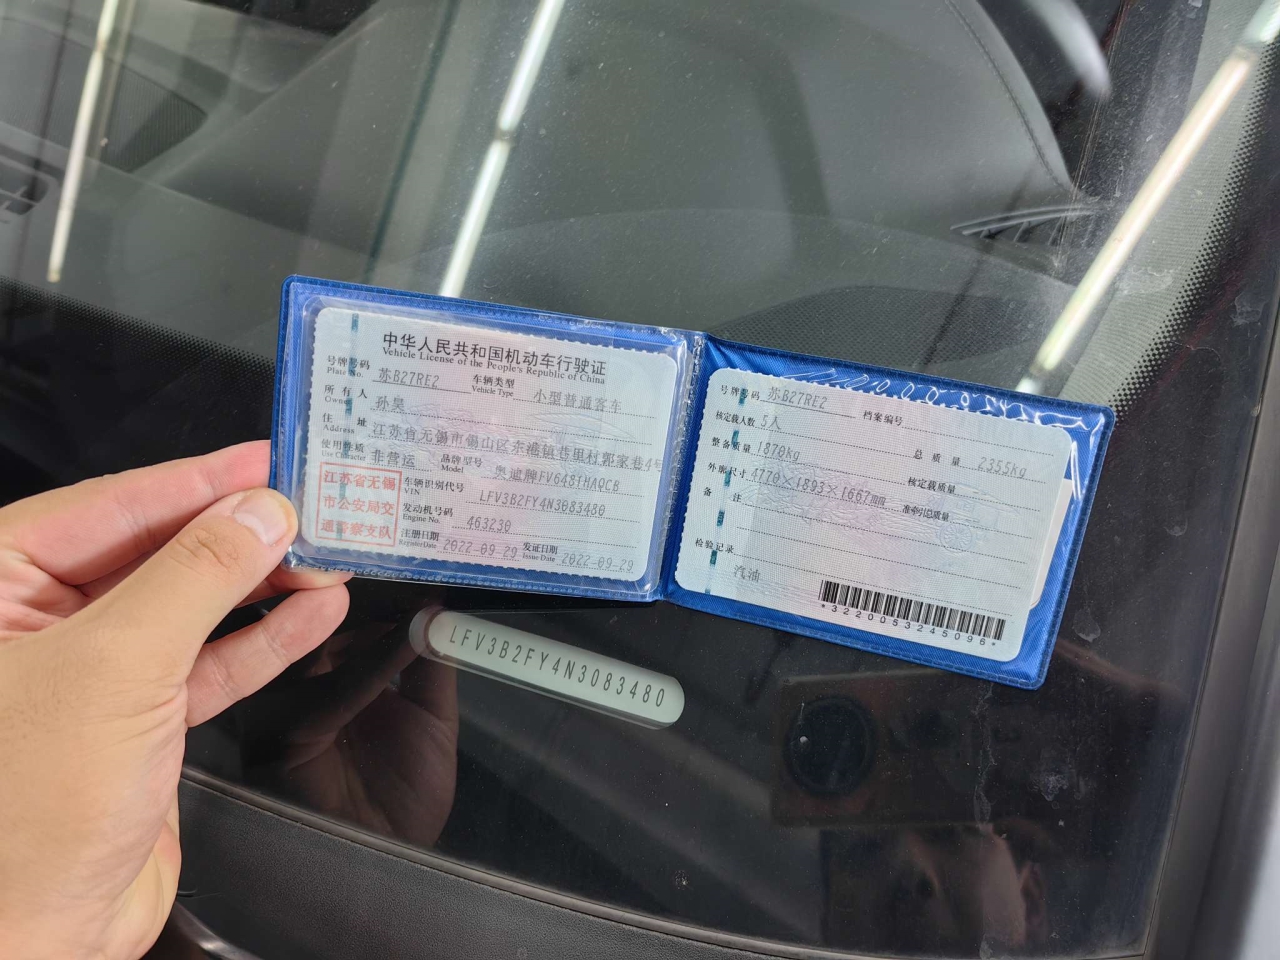 中华人民共和国机动车行驶证
Vehicle License of the People's Republic of China
号牌号码 苏B27RE2 车辆类型 小型普通客车
Plate No. Vehicle Type
所有人 孙昊
Owner
住址 江苏省无锡市锡山区东港镇巷里村郭家巷4号
Address
使用性质 非营运 品牌型号 奥迪牌FV6481HAQCB
Use Character Model
江苏省无锡
市公安局交
通警察支队
车辆识别代号 LFV3B2FY4N3083480
VIN
发动机号码 463230
Engine No.
注册日期 2022-09-29 发证日期 2022-09-29
Register Date Issue Date
号牌号码 苏B27RE2 档案编号
核定载人数 5人 总质量 2355kg
整备质量 1870kg 核定载质量
外廓尺寸 4770×1893×1667mm 准牵引总质量
备注
检验记录
汽油
*3220053245096*
LFV3B2FY4N3083480